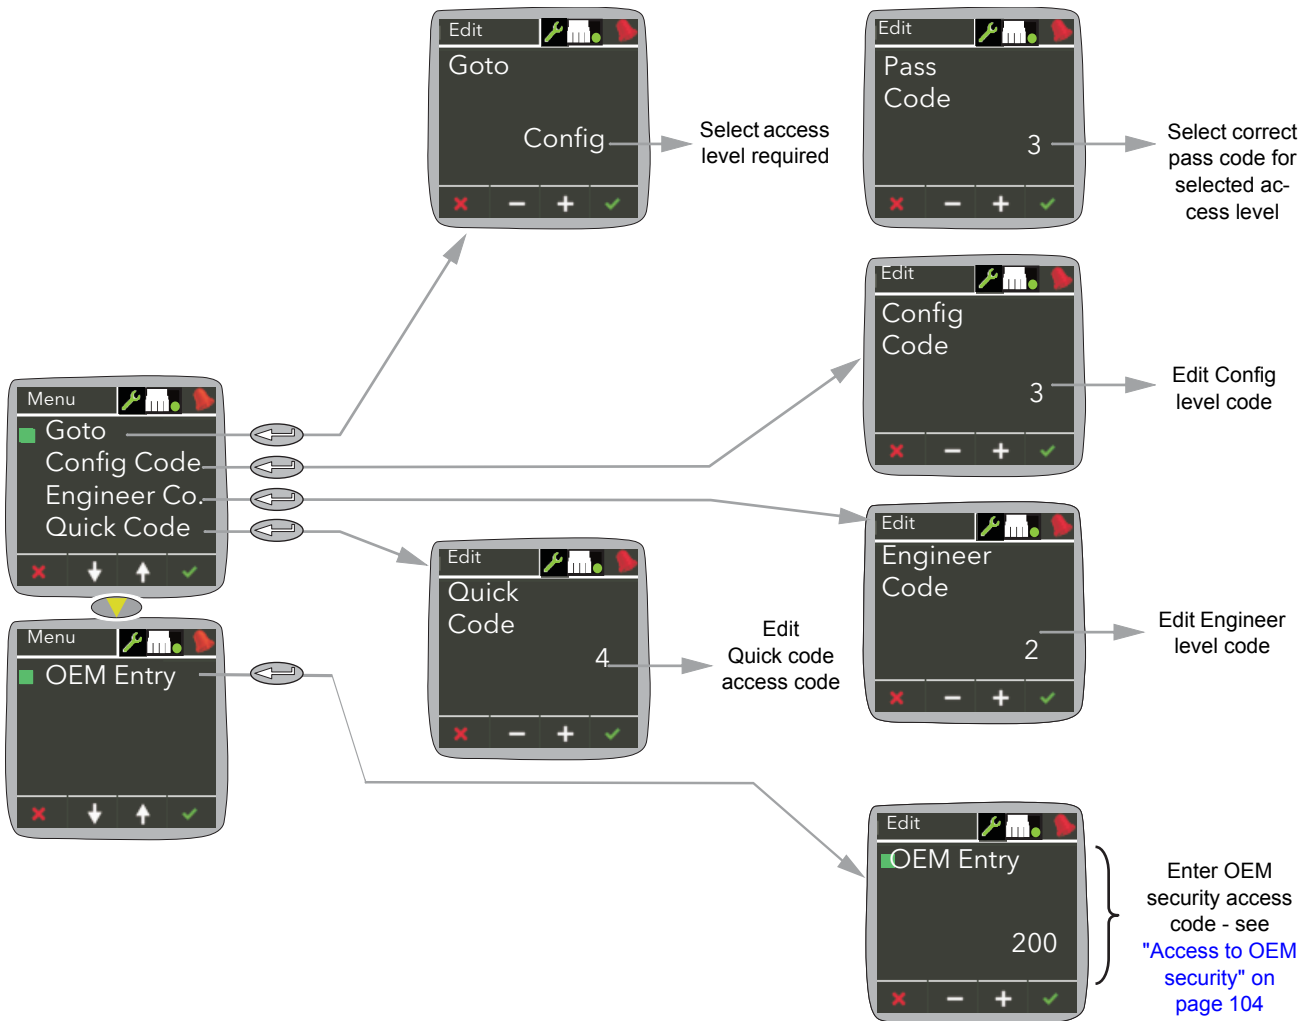 Edit
Goto
Config
Select access
level required
Edit
Pass
Code
3
Select correct
pass code for
selected ac-
cess level
Edit
Config
Code
3
Edit Config
level code
Menu
Goto
Config Code
Engineer Co.
Quick Code
Edit
Quick
Code
4
Edit
Quick code
access code
Edit
Engineer
Code
2
Edit Engineer
level code
Menu
OEM Entry
Edit
OEM Entry
200
Enter OEM
security access
code - see
"Access to OEM
security" on
page 104